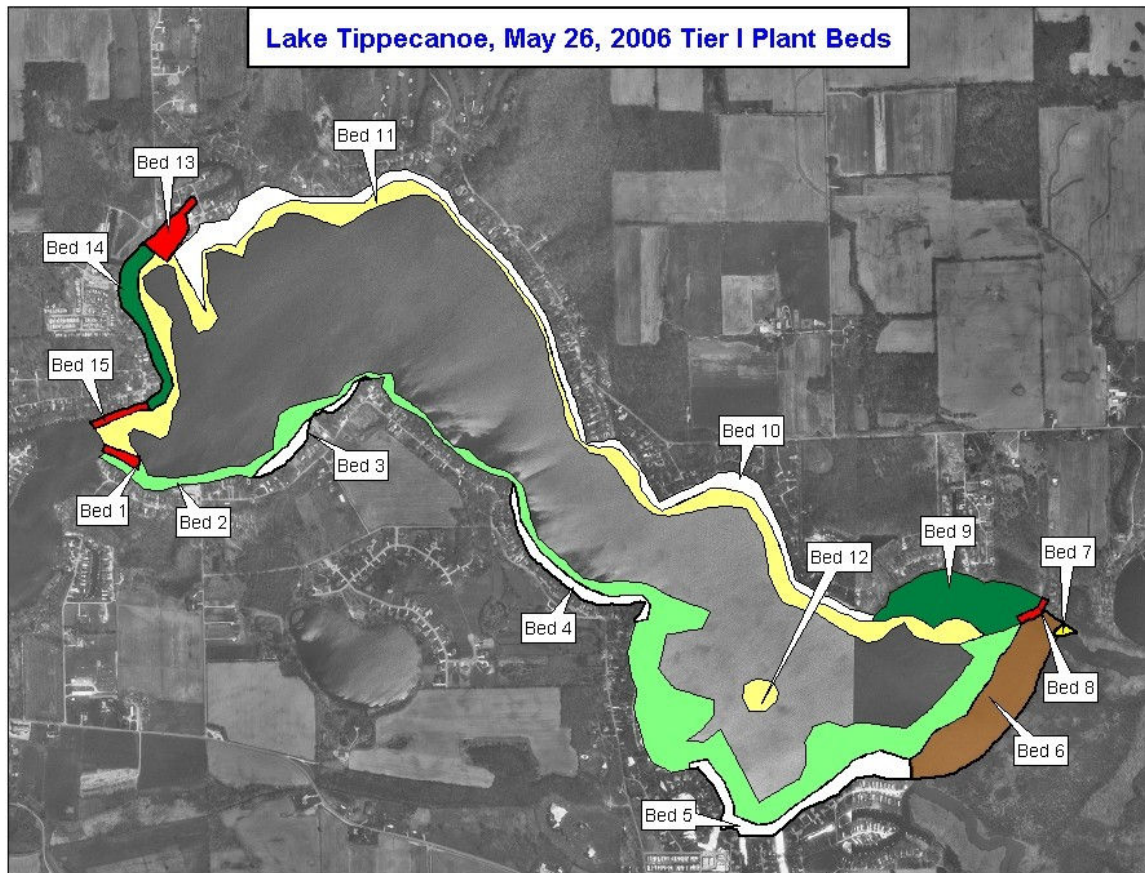 Lake Tippecanoe, May 26, 2006 Tier I Plant Beds
Bed 11
Bed 13
Bed 14
Bed 15
Bed 10
Bed 3
Bed 1
Bed 2
Bed 12
Bed 9
Bed 7
Bed 4
Bed 8
Bed 6
Bed 5